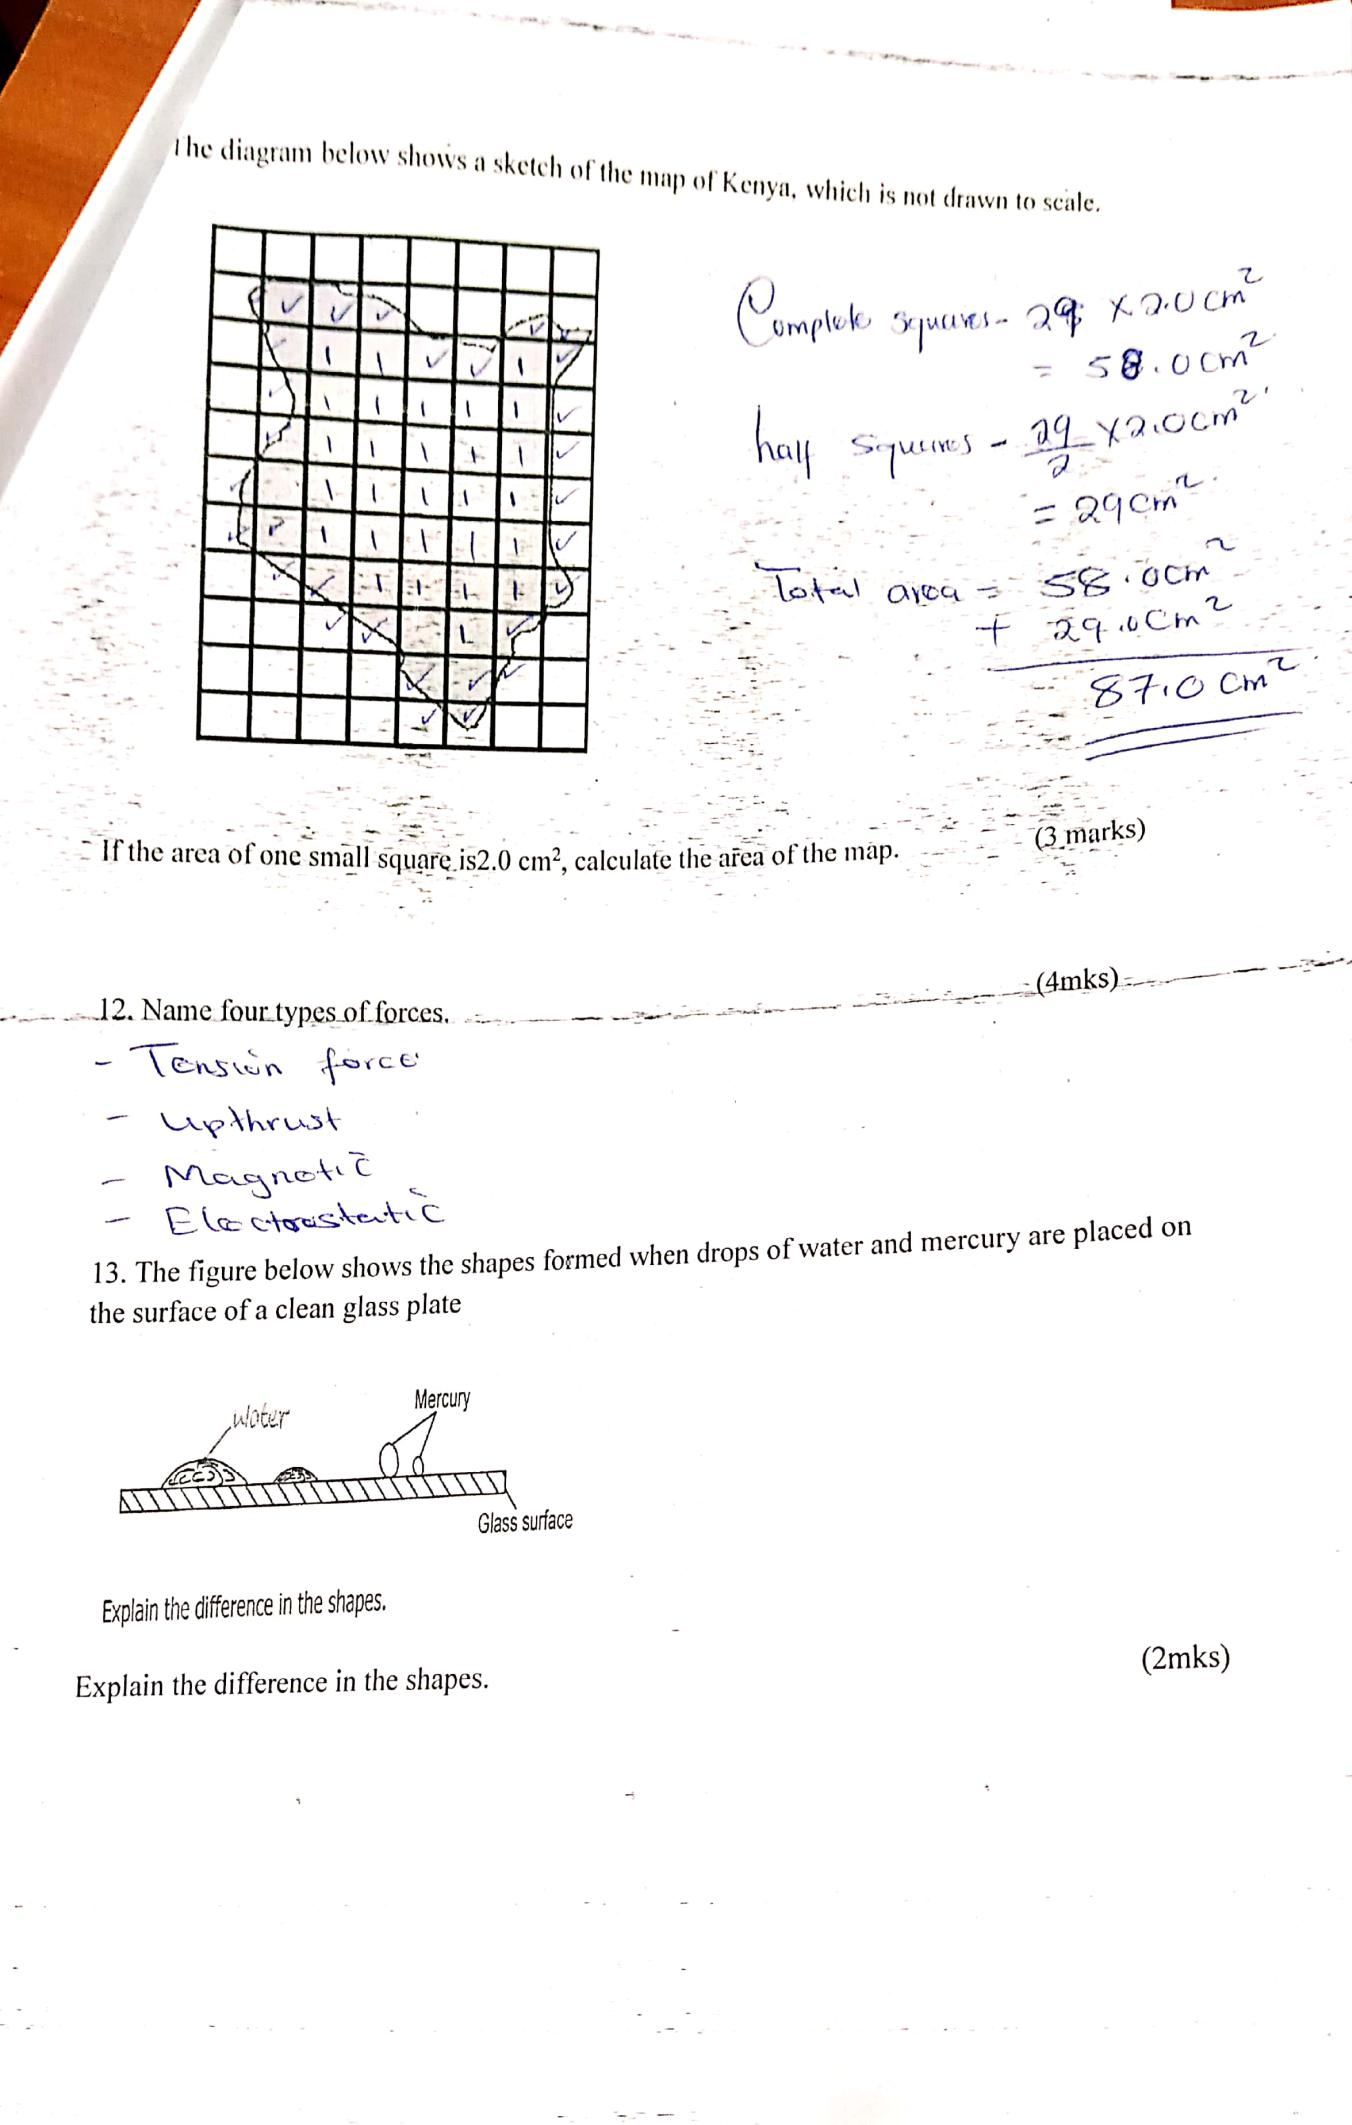 The diagram below shows a sketch of the map of Kenya, which is not drawn to scale.
Complete squares - 29 x 2.0 cm²
= 58.0 cm²
half squares - 29/2 x 2.0 cm²
= 29 cm²
Total area = 58.0 cm²
+ 29.0 cm²
87.0 cm²
If the area of one small square is2.0 cm², calculate the area of the map. (3 marks)
12. Name four types of forces. (4mks)
- Tension force
- Upthrust
- Magnetic
- Electrostatic
13. The figure below shows the shapes formed when drops of water and mercury are placed on
the surface of a clean glass plate
Water
Mercury
Glass surface
Explain the difference in the shapes.
Explain the difference in the shapes. (2mks)